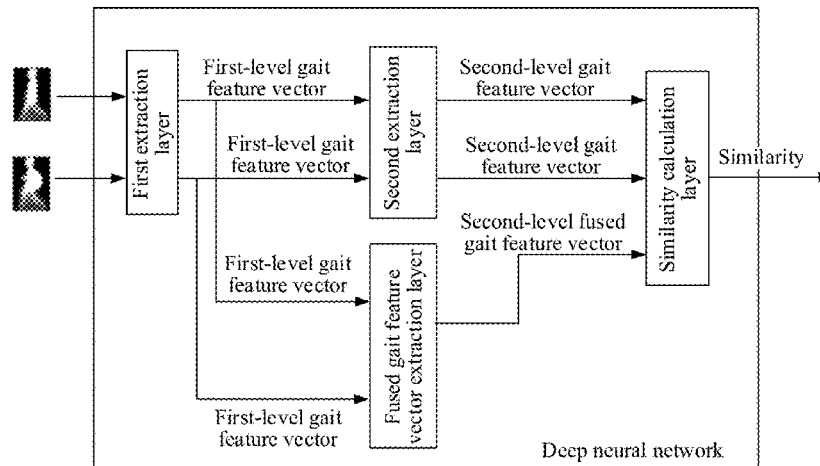 First extraction
layer
First-level gait
feature vector
First-level gait
feature vector
Second extraction
layer
Second-level gait
feature vector
Second-level gait
feature vector
Similarity calculation
layer
Similarity
First-level gait
feature vector
Fused gait feature
vector extraction layer
Second-level fused
gait feature vector
First-level gait
feature vector
Deep neural network